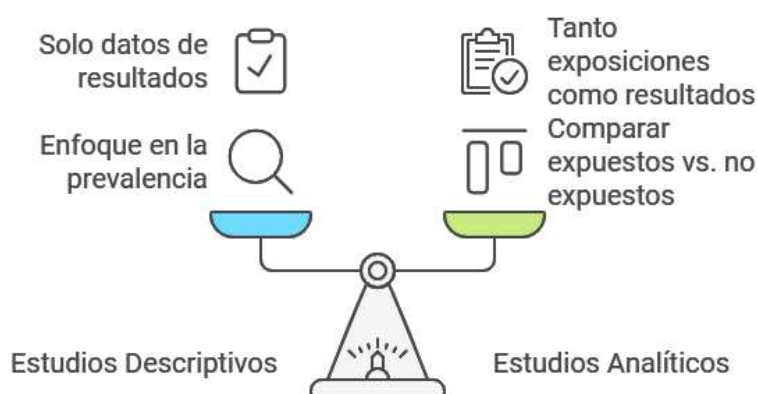 Solo datos de
resultados
Enfoque en la
prevalencia
Tanto
exposiciones
como resultados
Comparar
expuestos vs. no
expuestos
Estudios Descriptivos
Estudios Analíticos